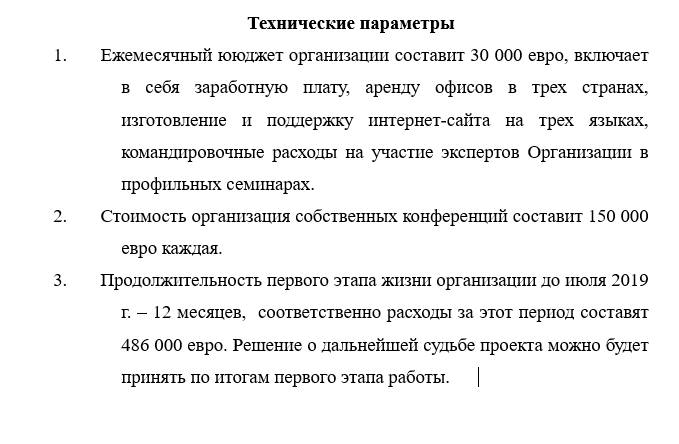 Технические параметры
1. Ежемесячный ююджет организации составит 30 000 евро, включает
в себя заработную плату, аренду офисов в трех странах,
изготовление и поддержку интернет-сайта на трех языках,
командировочные расходы на участие экспертов Организации в
профильных семинарах.
2. Стоимость организация собственных конференций составит 150 000
евро каждая.
3. Продолжительность первого этапа жизни организации до июля 2019
г. – 12 месяцев, соответственно расходы за этот период составят
486 000 евро. Решение о дальнейшей судьбе проекта можно будет
принять по итогам первого этапа работы.